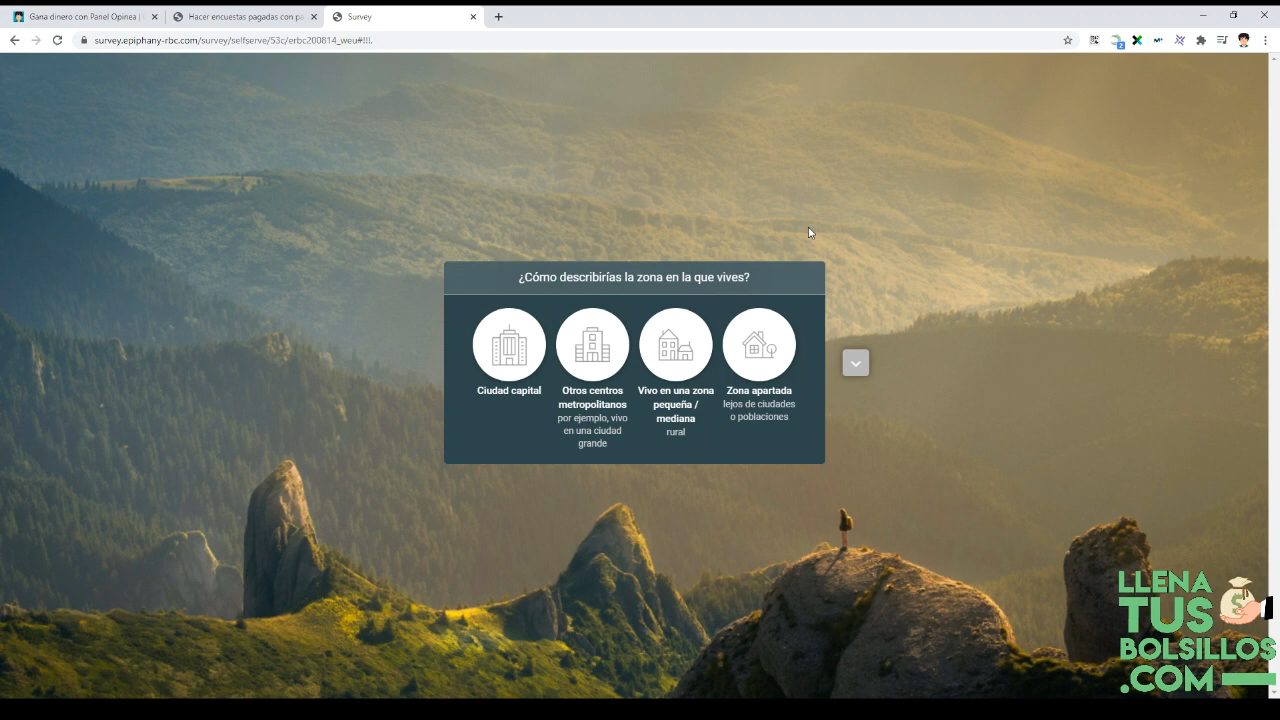 Gana dinero con Panel Opinea |
Hacer encuestas pagadas con pa
Survey
survey.epiphany-rbc.com/survey/selfserve/53c/erbc200814_weu#!!!.
2
¿Cómo describirías la zona en la que vives?
Ciudad capital
Otros centros
metropolitanos
por ejemplo, vivo
en una ciudad
grande
Vivo en una zona
pequeña /
mediana
rural
Zona apartada
lejos de ciudades
o poblaciones
LLENA
TUS
BOLSILLOS
.COM